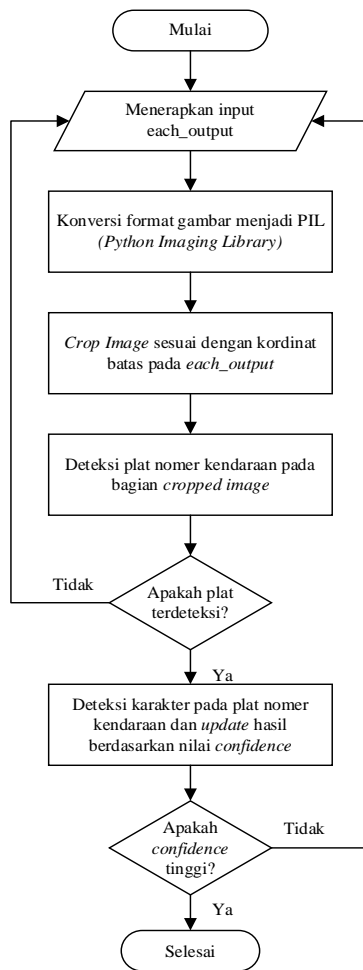 Mulai
Menerapkan input
each_output
Konversi format gambar menjadi PIL
(Python Imaging Library)
Crop Image sesuai dengan kordinat
batas pada each_output
Deteksi plat nomer kendaraan pada
bagian cropped image
Tidak
Apakah plat
terdeteksi?
Ya
Deteksi karakter pada plat nomer
kendaraan dan update hasil
berdasarkan nilai confidence
Apakah
confidence
tinggi?
Tidak
Ya
Selesai